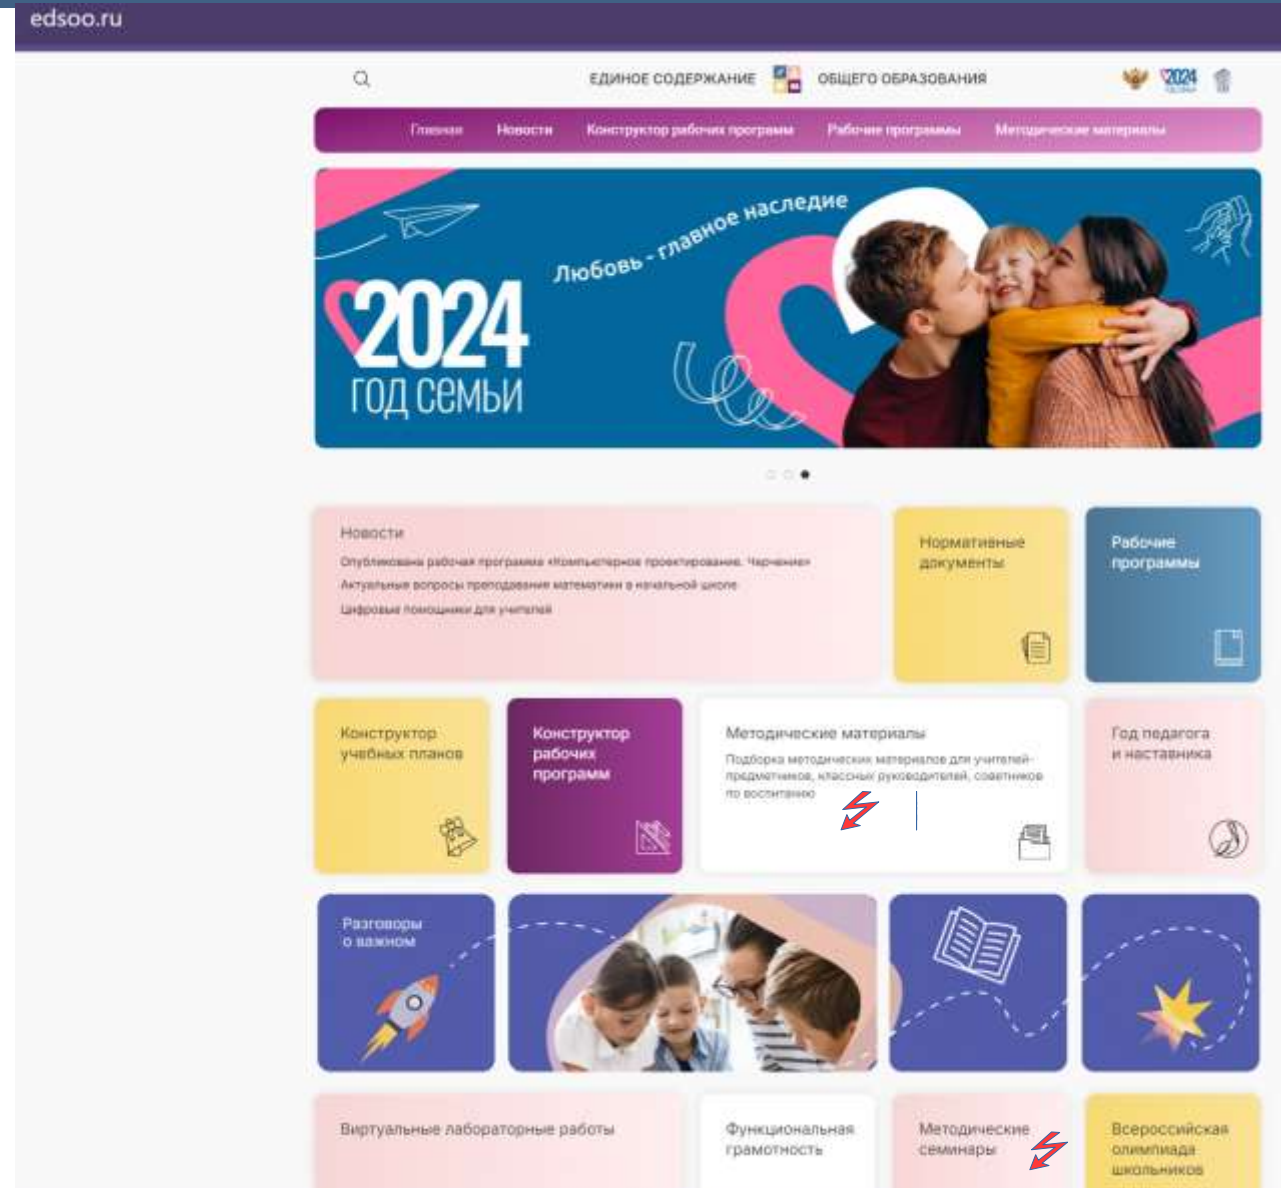 edsoo.ru
ЕДИНОЕ СОДЕРЖАНИЕ ОБЩЕГО ОБРАЗОВАНИЯ
2024
Главная Новости Конструктор рабочих программ Рабочие программы Методические материалы
Любовь - главное наследие
2024
ГОД СЕМЬИ
Новости
Опубликована рабочая программа «Компьютерное проектирование. Черчение»
Актуальные вопросы преподавания математики в начальной школе
Цифровые помощники для учителей
Нормативные
документы
Рабочие
программы
Конструктор
учебных планов
Конструктор
рабочих
программ
Методические материалы
Подборка методических материалов для учителей-
предметников, классных руководителей, советников
по воспитанию
Год педагога
и наставника
Разговоры
о важном
Виртуальные лабораторные работы
Функциональная
грамотность
Методические
семинары
Всероссийская
олимпиада
школьников